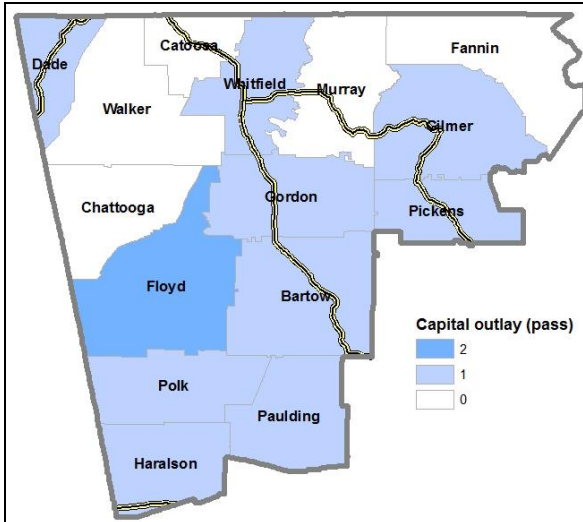 Catoosa
Fannin
Dade
Whitfield
Murray
Walker
Gilmer
Gordon
Chattooga
Pickens
Floyd
Bartow
Capital outlay (pass)
2
1
0
Polk
Paulding
Haralson